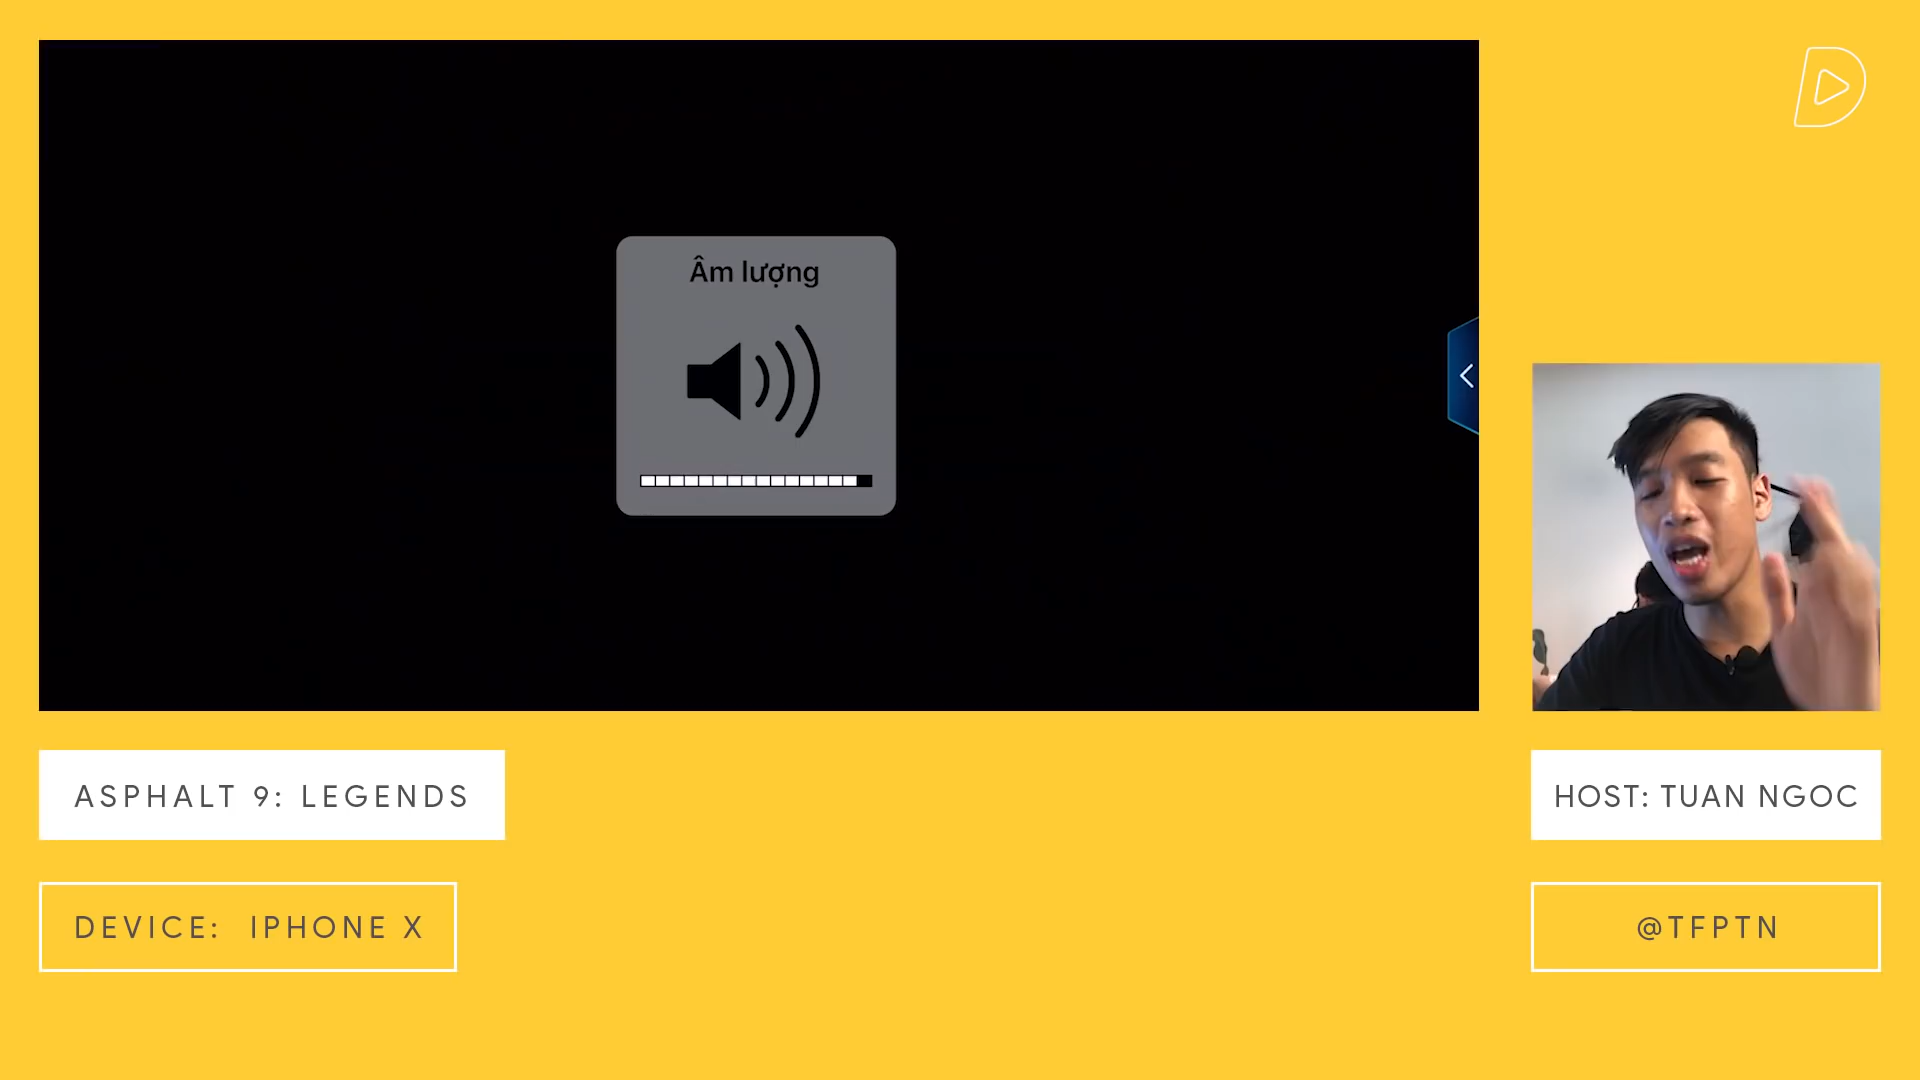 Âm lượng
ASPHALT 9: LEGENDS
HOST: TUAN NGOC
DEVICE: IPHONE X
@TFPTN